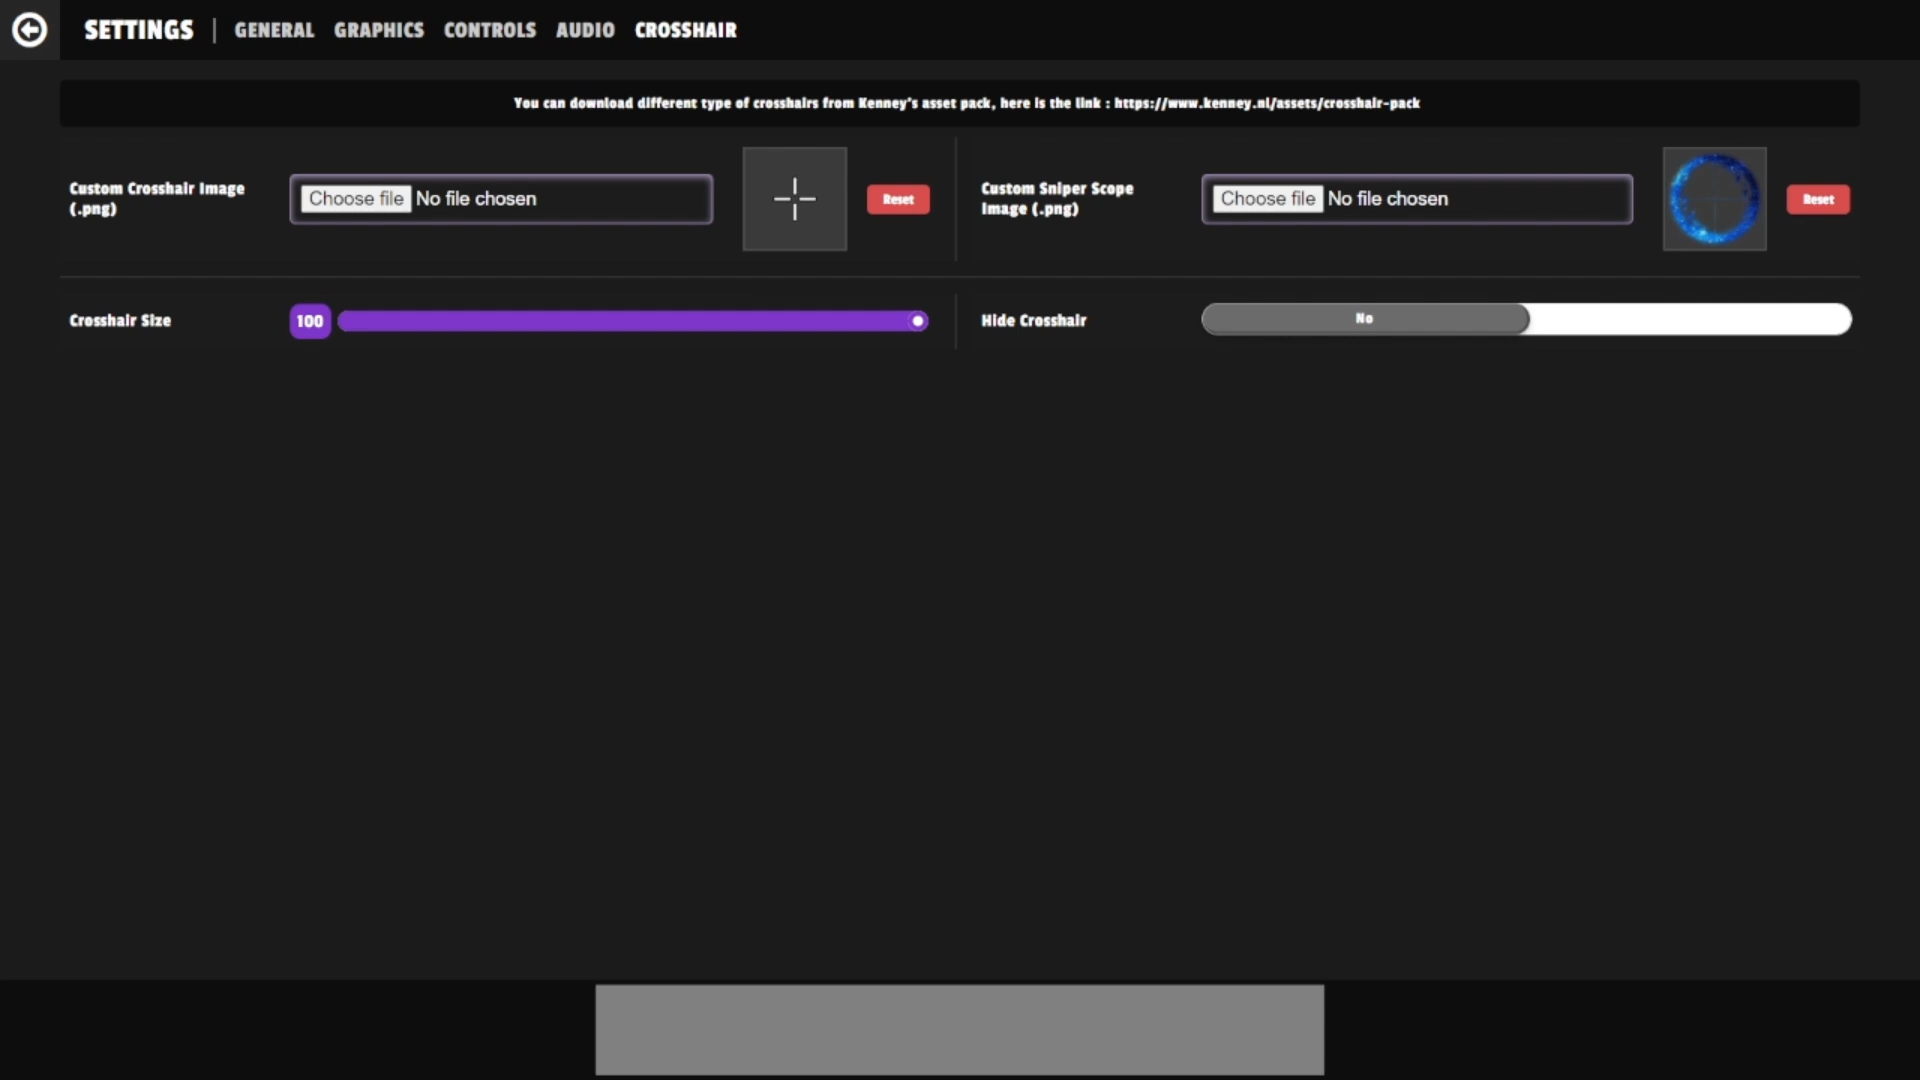 SETTINGS | GENERAL GRAPHICS CONTROLS AUDIO CROSSHAIR
You can download different type of crosshairs from Kenney's asset pack, here is the link : https://www.kenney.nl/assets/crosshair-pack
Custom Crosshair Image
(.png)
Choose file No file chosen
Reset
Custom Sniper Scope
Image (.png)
Choose file No file chosen
Reset
Crosshair Size
100
Hide Crosshair
No